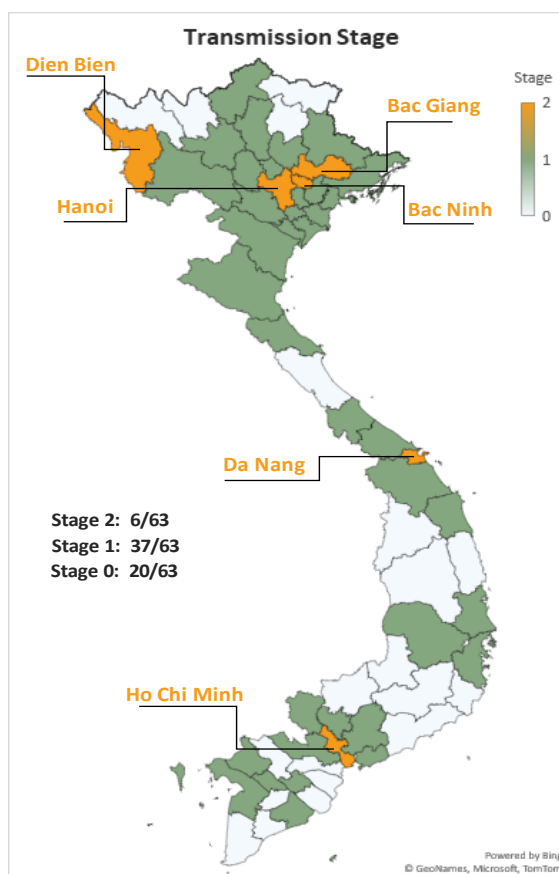 Transmission Stage
Dien Bien
Stage
2
Bac Giang
1
Hanoi
Bac Ninh
0
Da Nang
Stage 2: 6/63
Stage 1: 37/63
Stage 0: 20/63
Ho Chi Minh
Powered by Bing
© GeoNames, Microsoft, TomTom